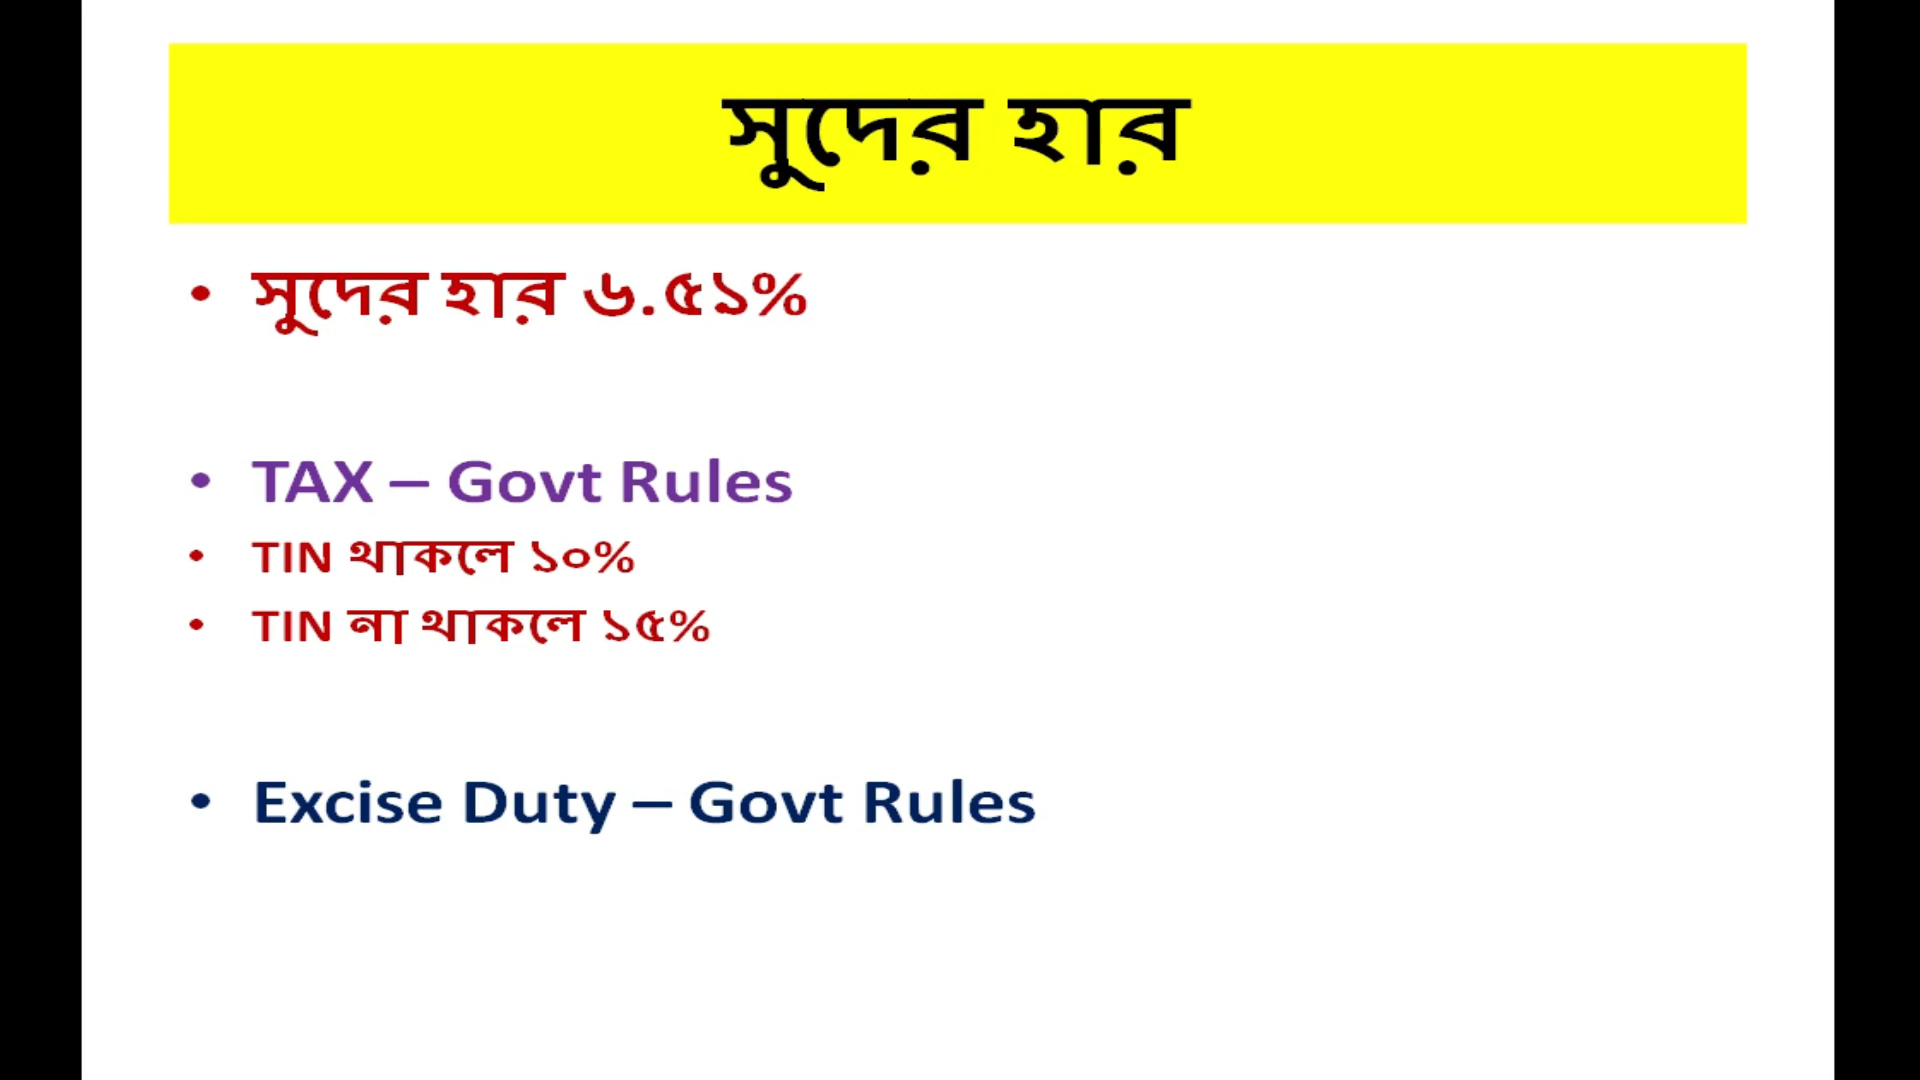 সুদের হার
• সুদের হার ৬.৫১%
• TAX – Govt Rules
• TIN থাকলে ১০%
• TIN না থাকলে ১৫%
• Excise Duty – Govt Rules